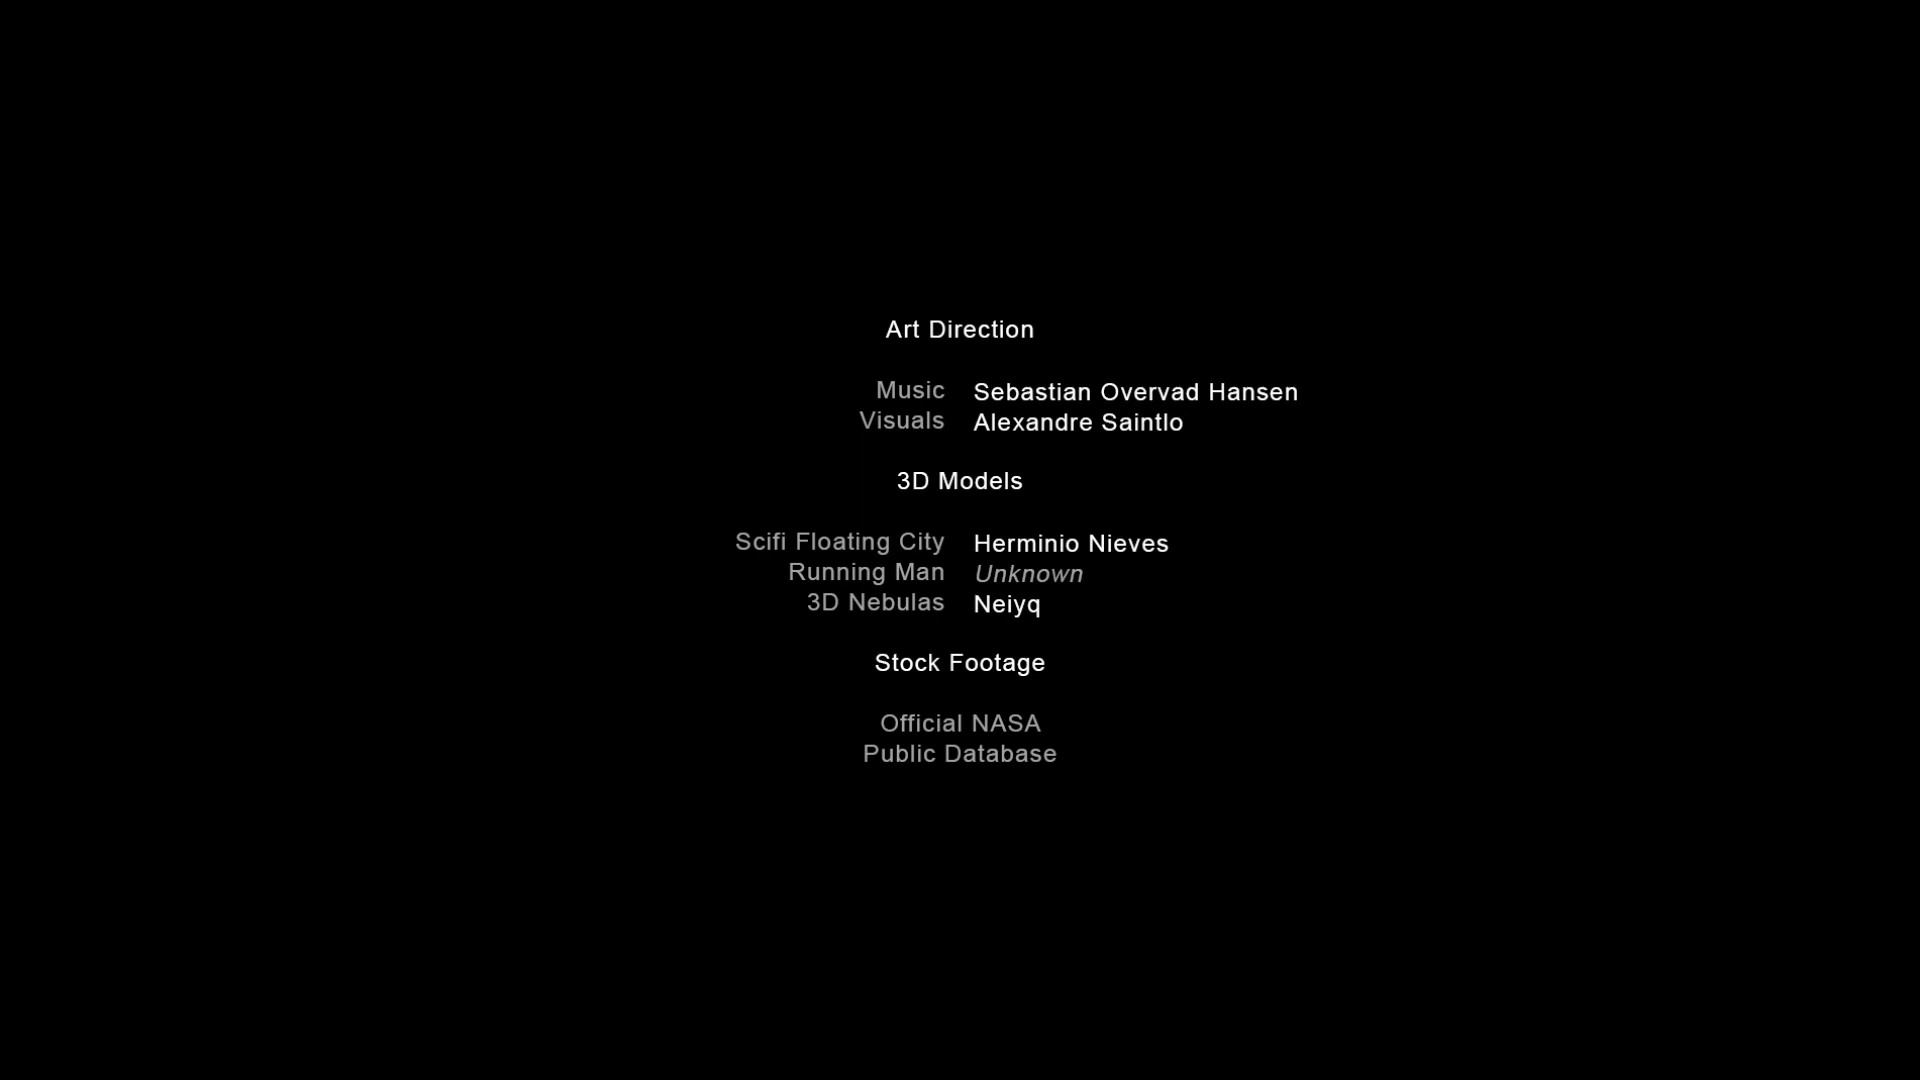 Art Direction
Music Sebastian Overvad Hansen
Visuals Alexandre Saintlo
3D Models
Scifi Floating City Herminio Nieves
Running Man Unknown
3D Nebulas Neiyq
Stock Footage
Official NASA
Public Database